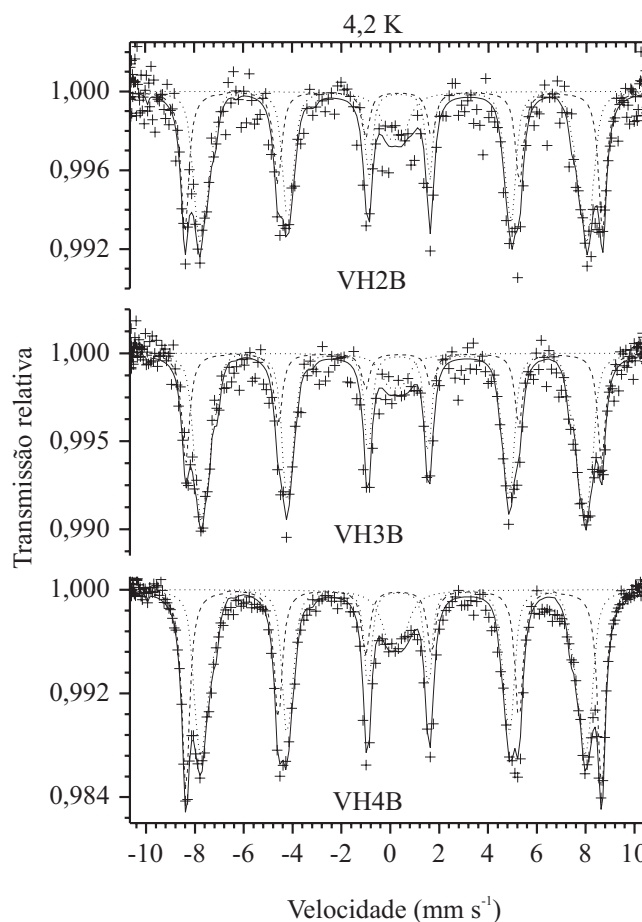 4,2 K
1,000
0,996
0,992
VH2B
1,000
0,995
0,990
VH3B
Transmissão relativa
1,000
0,992
0,984
VH4B
-10 -8 -6 -4 -2 0 2 4 6 8 10
Velocidade (mm s⁻¹)